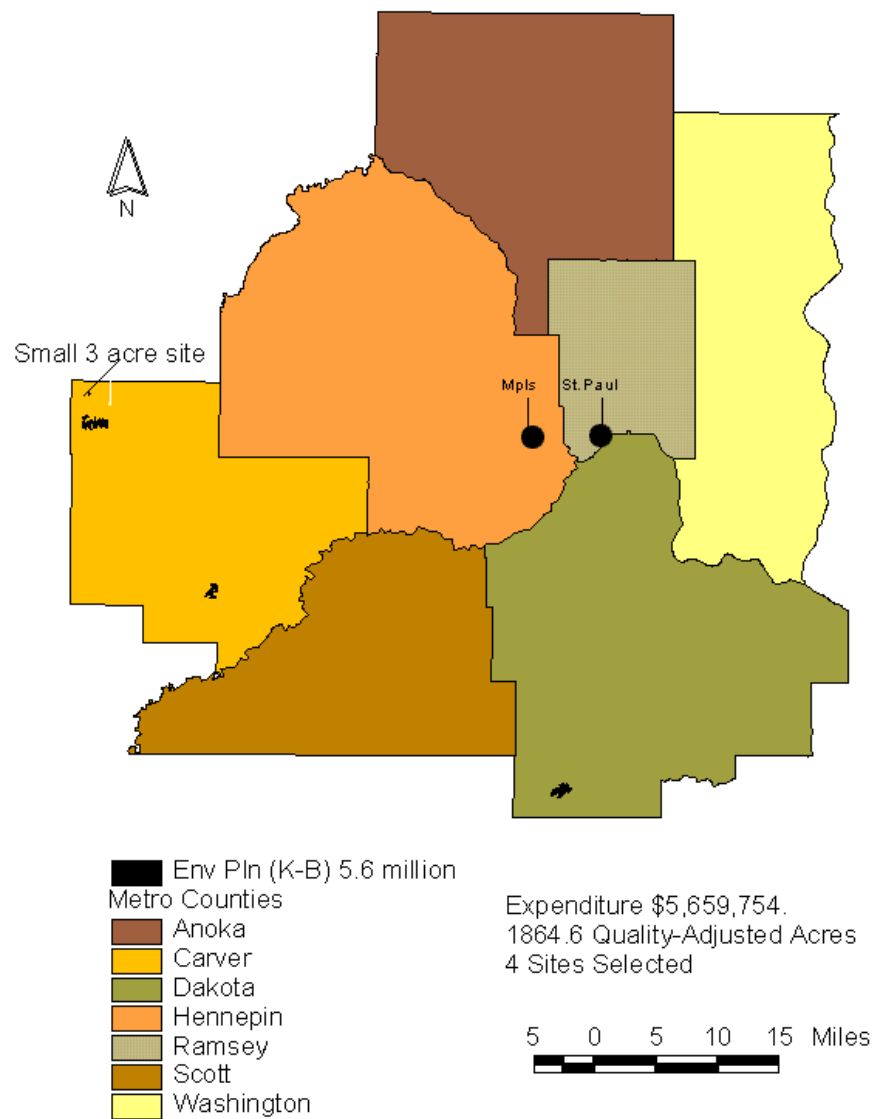 N
Small 3 acre site
Mpls
St.Paul
Env Pln (K-B) 5.6 million
Metro Counties
Anoka
Carver
Dakota
Hennepin
Ramsey
Scott
Washington
Expenditure $5,659,754.
1864.6 Quality-Adjusted Acres
4 Sites Selected
5 0 5 10 15 Miles